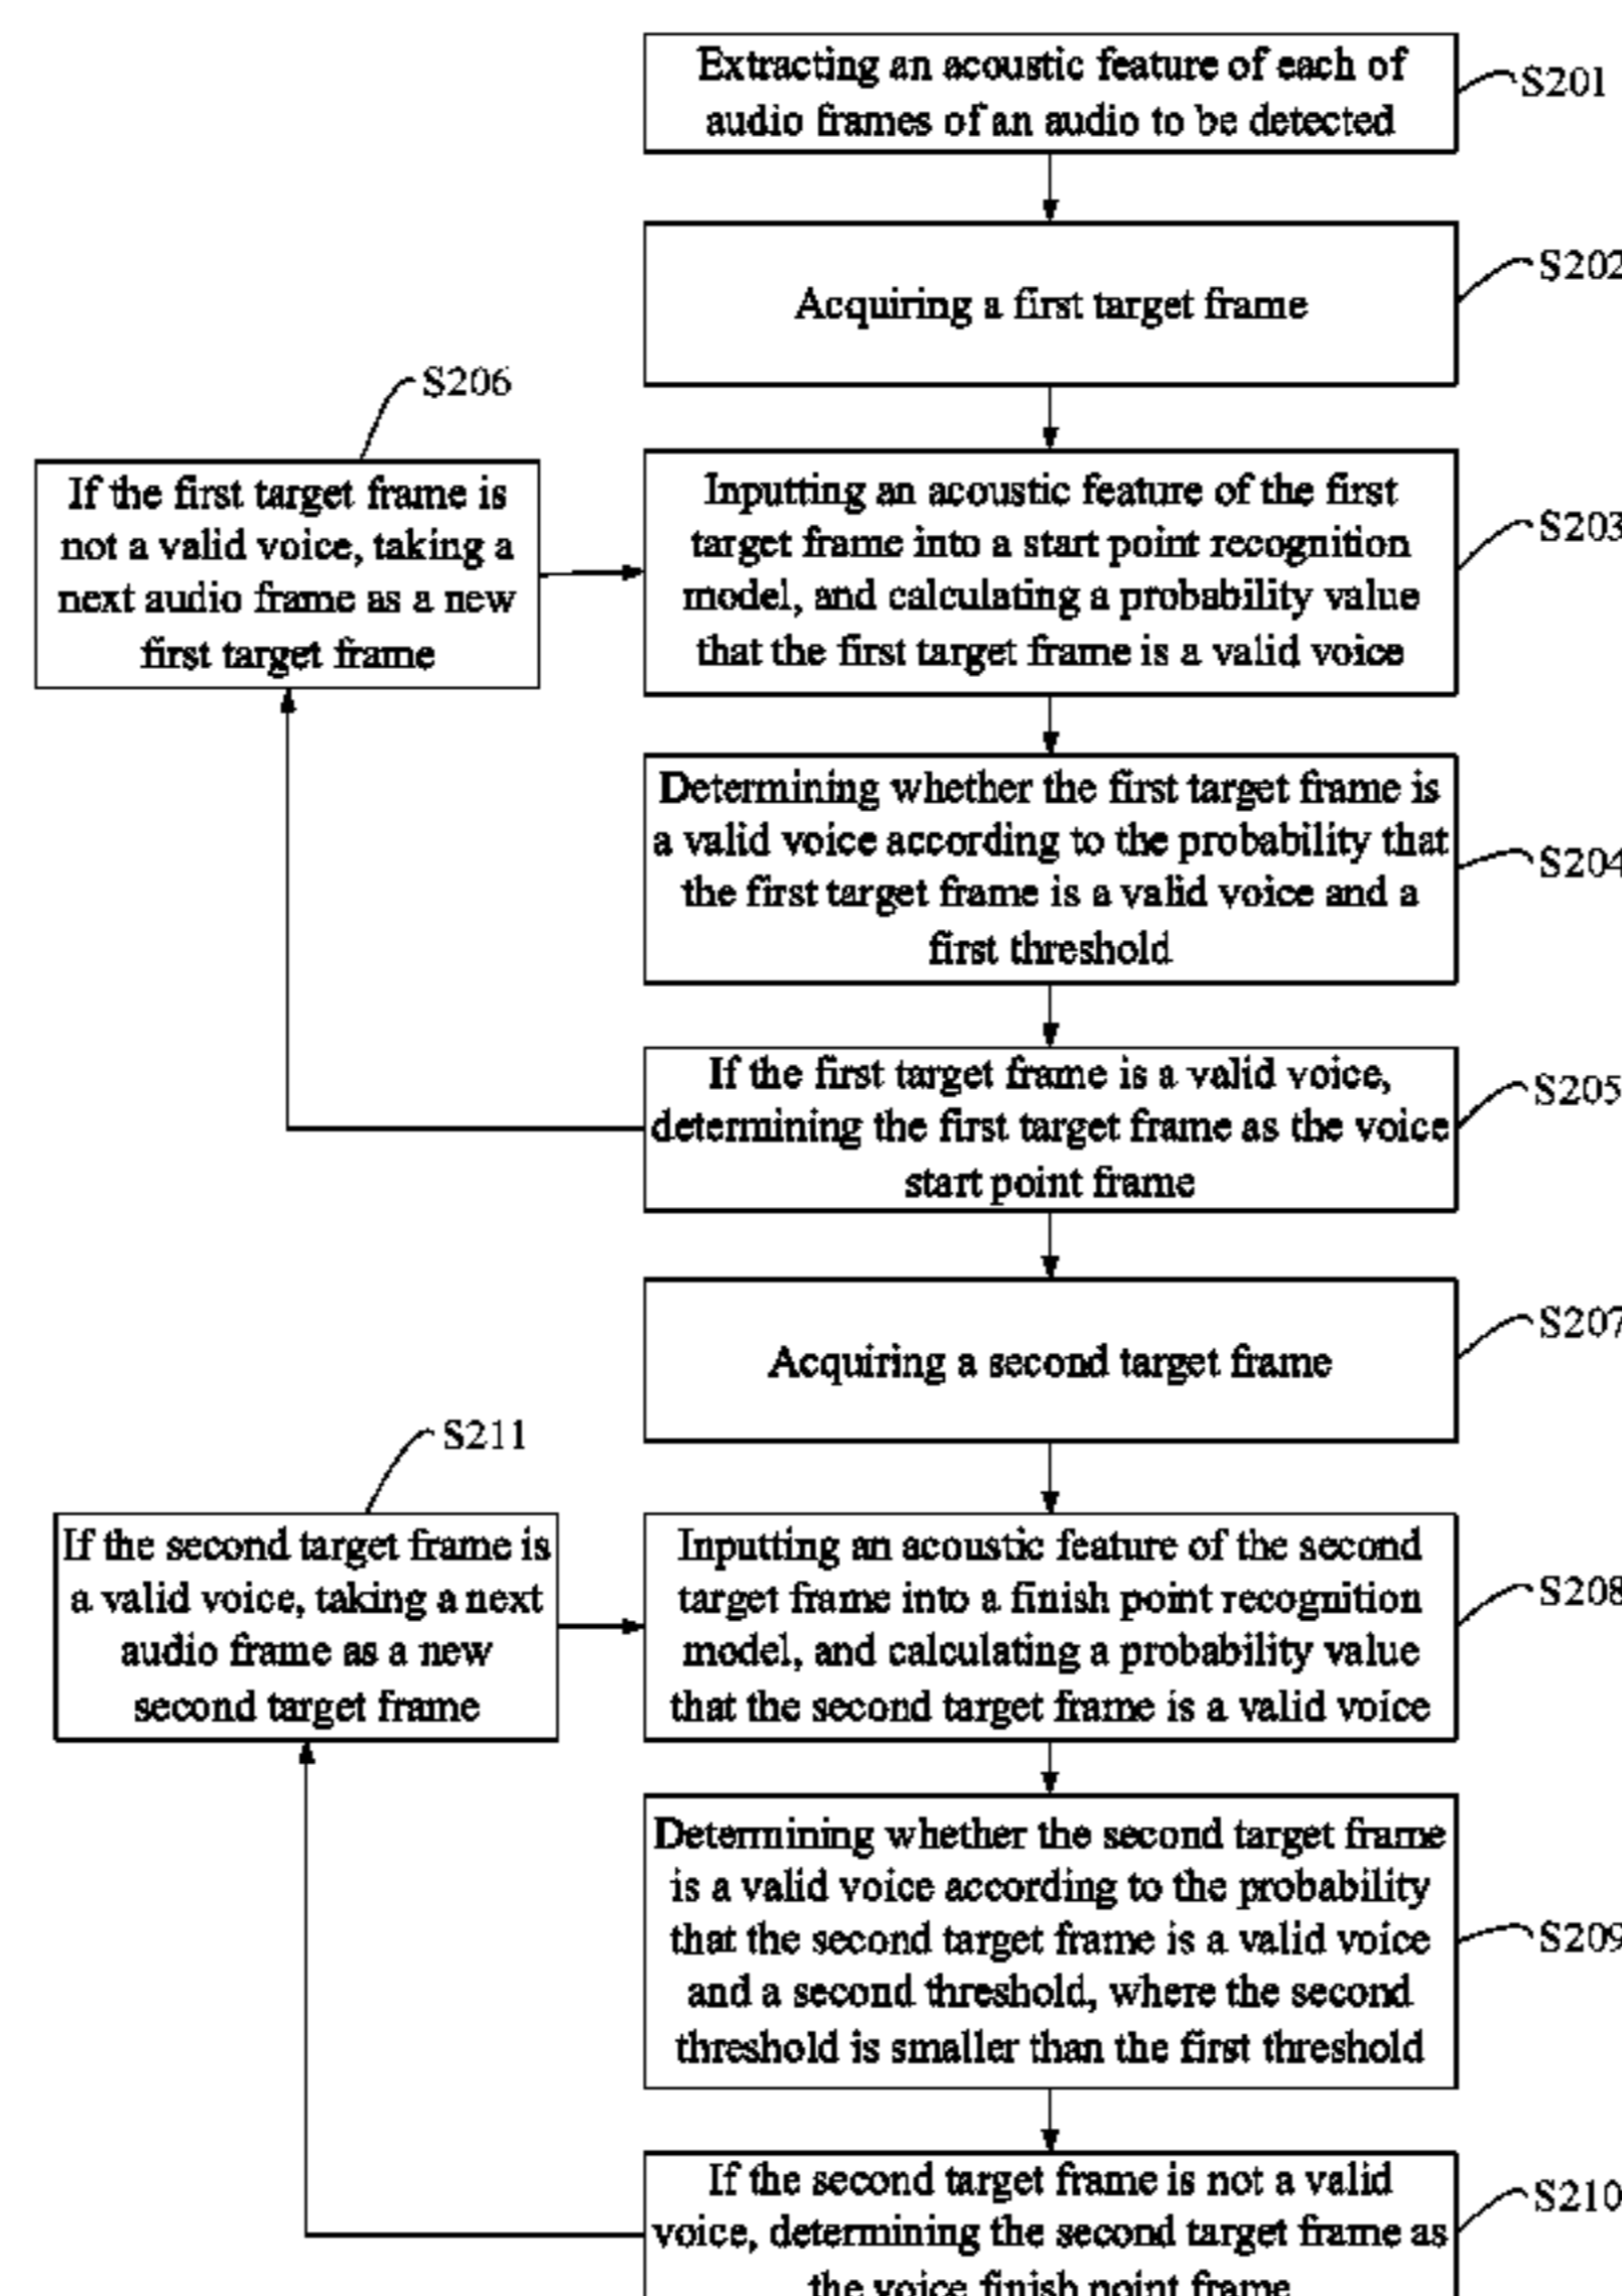 Extracting an acoustic feature of each of
audio frames of an audio to be detected
S201
Acquiring a first target frame
S202
S206
If the first target frame is
not a valid voice, taking a
next audio frame as a new
first target frame
Inputting an acoustic feature of the first
target frame into a start point recognition
model, and calculating a probability value
that the first target frame is a valid voice
S203
Determining whether the first target frame is
a valid voice according to the probability that
the first target frame is a valid voice and a
first threshold
S204
If the first target frame is a valid voice,
determining the first target frame as the voice
start point frame
S205
Acquiring a second target frame
S207
S211
If the second target frame is
a valid voice, taking a next
audio frame as a new
second target frame
Inputting an acoustic feature of the second
target frame into a finish point recognition
model, and calculating a probability value
that the second target frame is a valid voice
S208
Determining whether the second target frame
is a valid voice according to the probability
that the second target frame is a valid voice
and a second threshold, where the second
threshold is smaller than the first threshold
S209
If the second target frame is not a valid
voice, determining the second target frame as
the voice finish point frame
S210